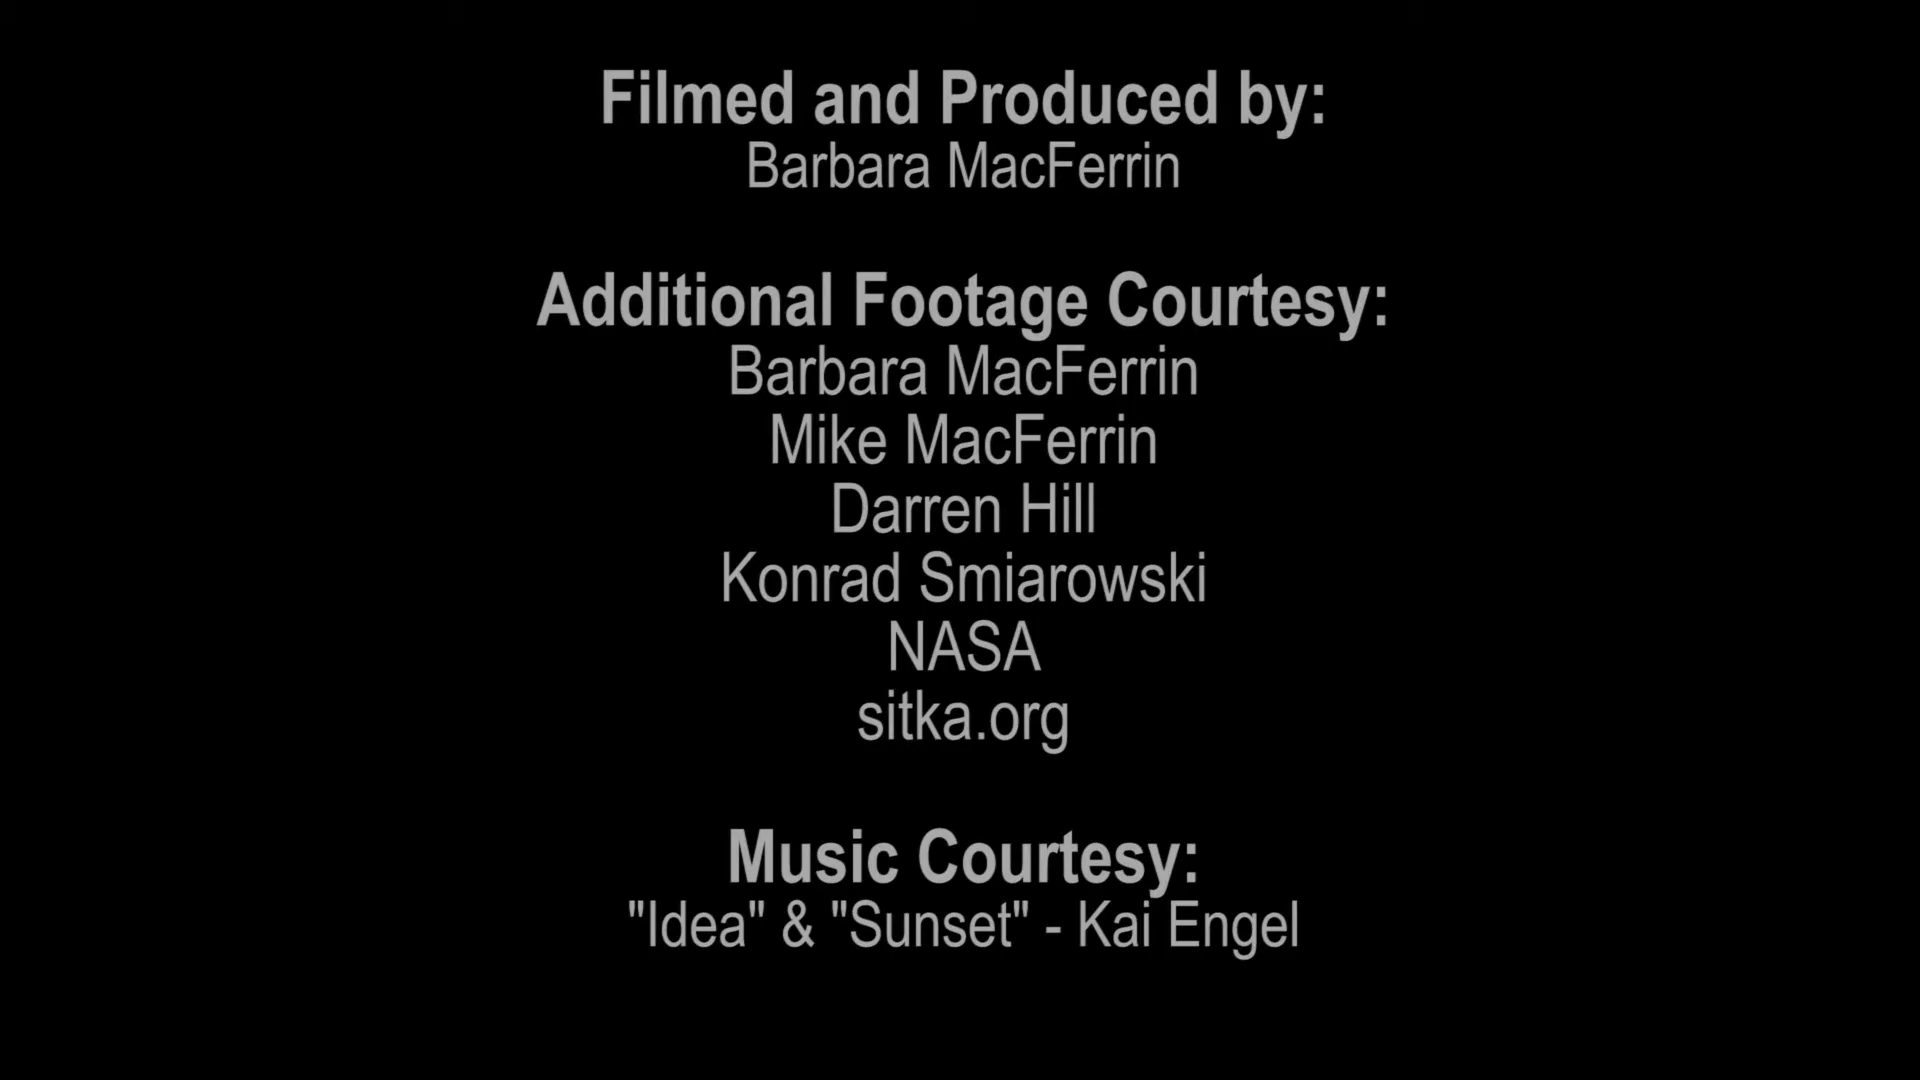 Filmed and Produced by:
Barbara MacFerrin
Additional Footage Courtesy:
Barbara MacFerrin
Mike MacFerrin
Darren Hill
Konrad Smiarowski
NASA
sitka.org
Music Courtesy:
"Idea" & "Sunset" - Kai Engel